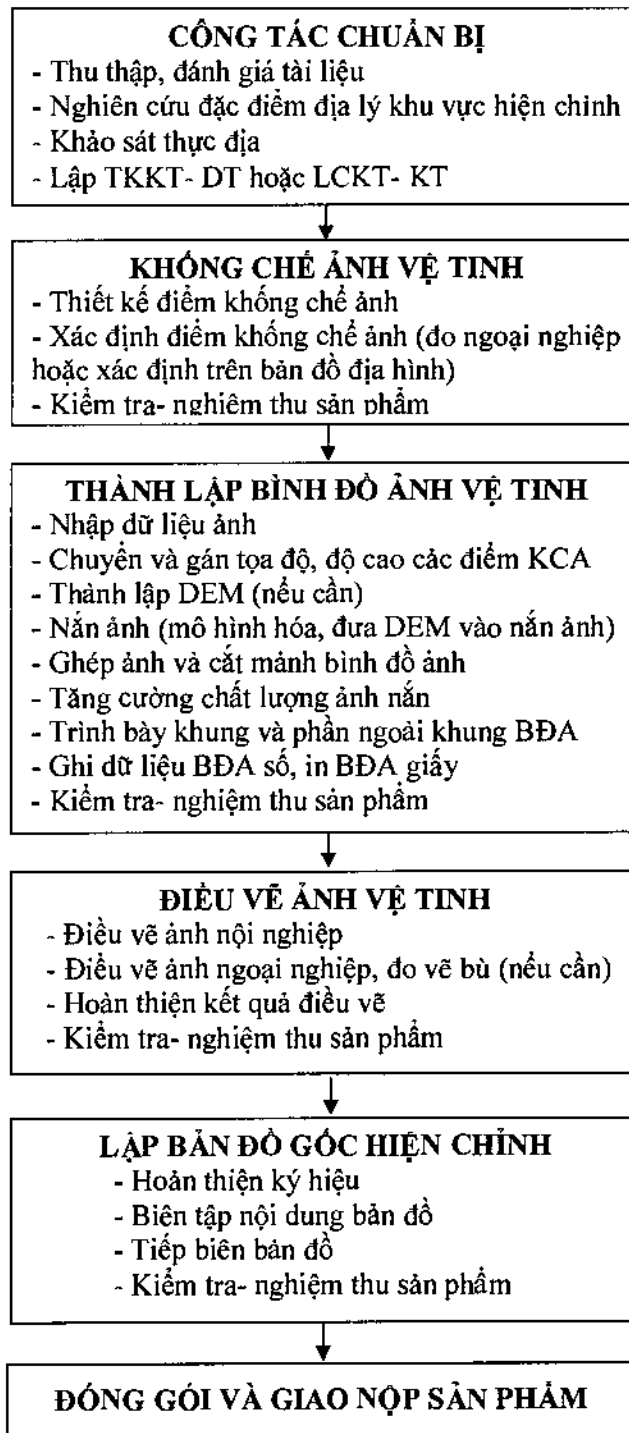 CÔNG TÁC CHUẨN BỊ
- Thu thập, đánh giá tài liệu
- Nghiên cứu đặc điểm địa lý khu vực hiện chỉnh
- Khảo sát thực địa
- Lập TKKT- DT hoặc LCKT- KT
KHỐNG CHẾ ẢNH VỆ TINH
- Thiết kế điểm khống chế ảnh
- Xác định điểm khống chế ảnh (đo ngoại nghiệp
hoặc xác định trên bản đồ địa hình)
- Kiểm tra- nghiêm thu sản phẩm
THÀNH LẬP BÌNH ĐỒ ẢNH VỆ TINH
- Nhập dữ liệu ảnh
- Chuyển và gán tọa độ, độ cao các điểm KCA
- Thành lập DEM (nếu cần)
- Nắn ảnh (mô hình hóa, đưa DEM vào nắn ảnh)
- Ghép ảnh và cắt mảnh bình đồ ảnh
- Tăng cường chất lượng ảnh nắn
- Trình bày khung và phần ngoài khung BĐA
- Ghi dữ liệu BĐA số, in BĐA giấy
- Kiểm tra- nghiệm thu sản phẩm
ĐIỀU VẼ ẢNH VỆ TINH
- Điều vẽ ảnh nội nghiệp
- Điều vẽ ảnh ngoại nghiệp, đo vẽ bù (nếu cần)
- Hoàn thiện kết quả điều vẽ
- Kiểm tra- nghiệm thu sản phẩm
LẬP BẢN ĐỒ GỐC HIỆN CHỈNH
- Hoàn thiện ký hiệu
- Biên tập nội dung bản đồ
- Tiếp biên bản đồ
- Kiểm tra- nghiệm thu sản phẩm
ĐÓNG GÓI VÀ GIAO NỘP SẢN PHẨM